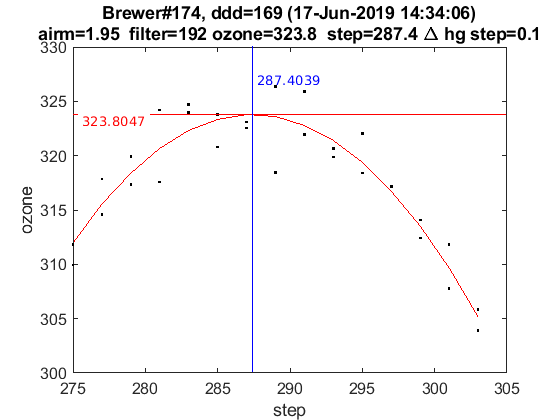 Brewer#174, ddd=169 (17-Jun-2019 14:34:06)
airm=1.95 filter=192 ozone=323.8 step=287.4 Δ hg step=0.1
330
325
320
315
310
305
300
ozone
323.8047
287.4039
275 280 285 290 295 300 305
step